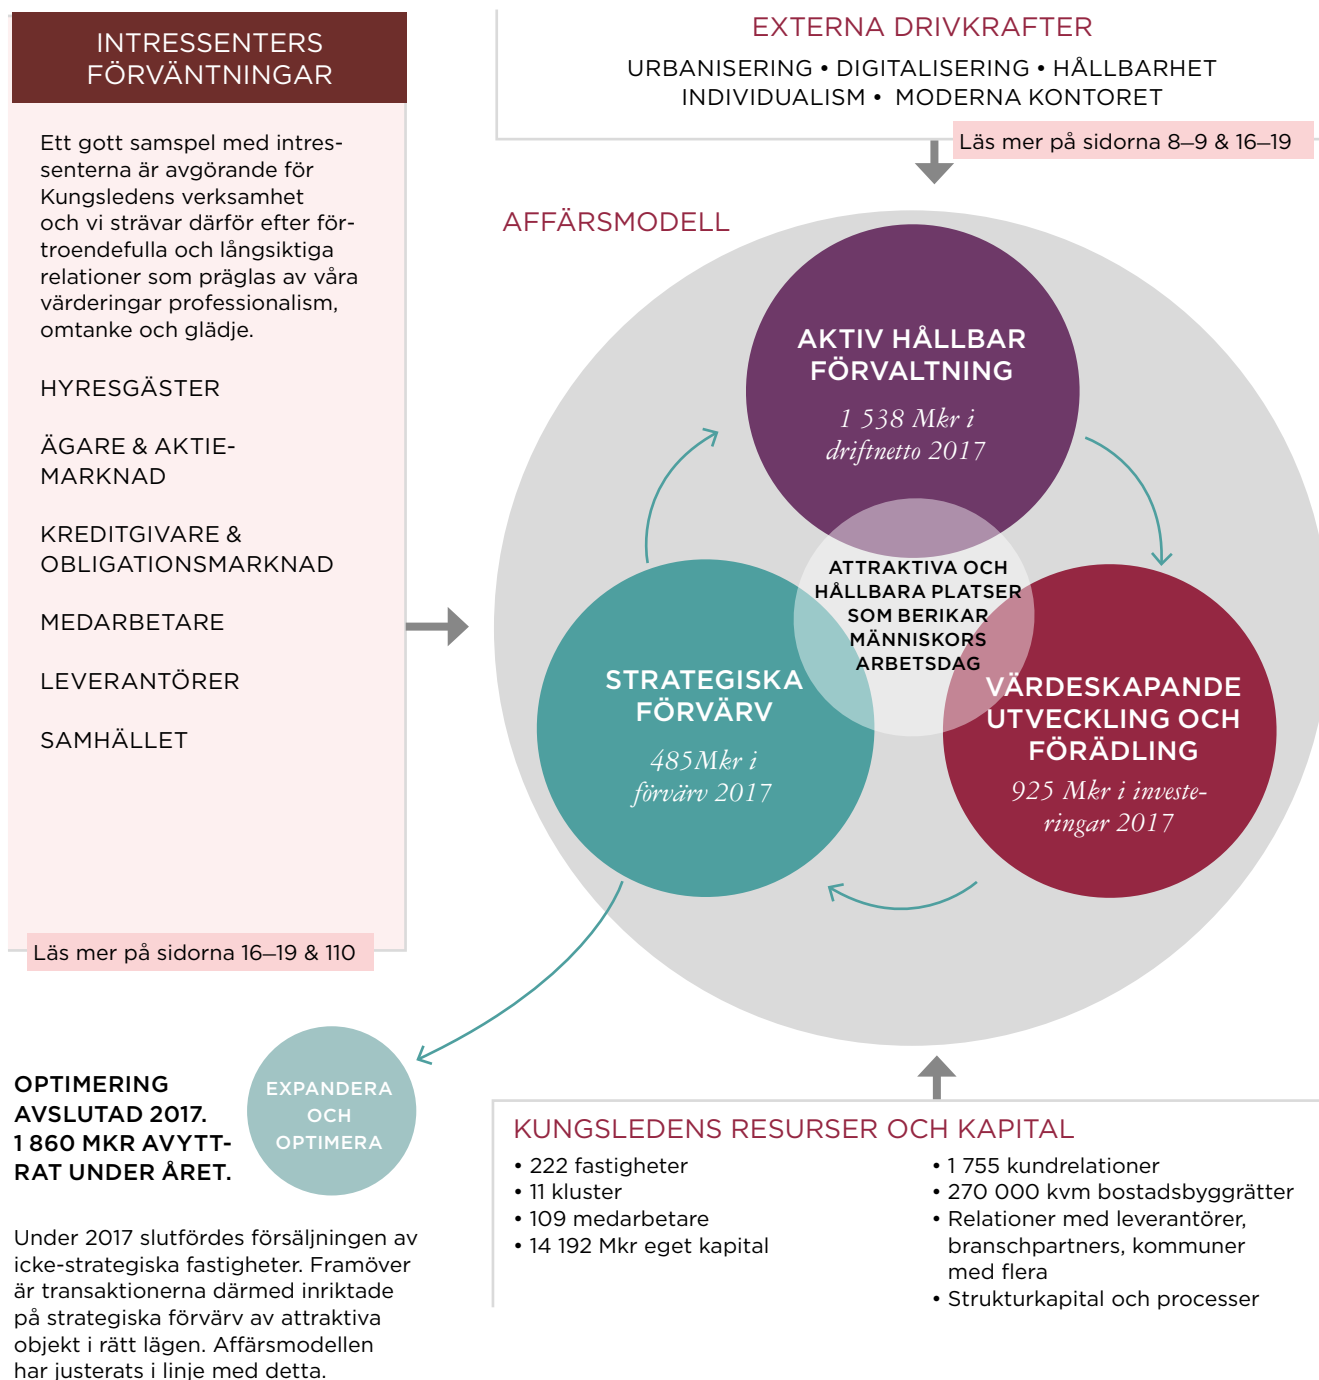 INTRESSENTERS
FÖRVÄNTNINGAR
Ett gott samspel med intres-
senterna är avgörande för
Kungsledens verksamhet
och vi strävar därför efter för-
troendefulla och långsiktiga
relationer som präglas av våra
värderingar professionalism,
omtanke och glädje.
HYRESGÄSTER
ÄGARE & AKTIE-
MARKNAD
KREDITGIVARE &
OBLIGATIONSMARKNAD
MEDARBETARE
LEVERANTÖRER
SAMHÄLLET
Läs mer på sidorna 16–19 & 110
EXTERNA DRIVKRAFTER
URBANISERING • DIGITALISERING • HÅLLBARHET
INDIVIDUALISM • MODERNA KONTORET
Läs mer på sidorna 8–9 & 16–19
AFFÄRSMODELL
AKTIV HÅLLBAR
FÖRVALTNING
1 538 Mkr i
driftnetto 2017
ATTRAKTIVA OCH
HÅLLBARA PLATSER
SOM BERIKAR
MÄNNISKORS
ARBETSDAG
STRATEGISKA
FÖRVÄRV
485Mkr i
förvärv 2017
VÄRDESKAPANDE
UTVECKLING OCH
FÖRÄDLING
925 Mkr i investe-
ringar 2017
OPTIMERING
AVSLUTAD 2017.
1 860 MKR AVYTT-
RAT UNDER ÅRET.
EXPANDERA
OCH
OPTIMERA
Under 2017 slutfördes försäljningen av
icke-strategiska fastigheter. Framöver
är transaktionerna därmed inriktade
på strategiska förvärv av attraktiva
objekt i rätt lägen. Affärsmodellen
har justerats i linje med detta.
KUNGSLEDENS RESURSER OCH KAPITAL
• 222 fastigheter
• 11 kluster
• 109 medarbetare
• 14 192 Mkr eget kapital
• 1 755 kundrelationer
• 270 000 kvm bostadsbyggrätter
• Relationer med leverantörer,
branschpartners, kommuner
med flera
• Strukturkapital och processer